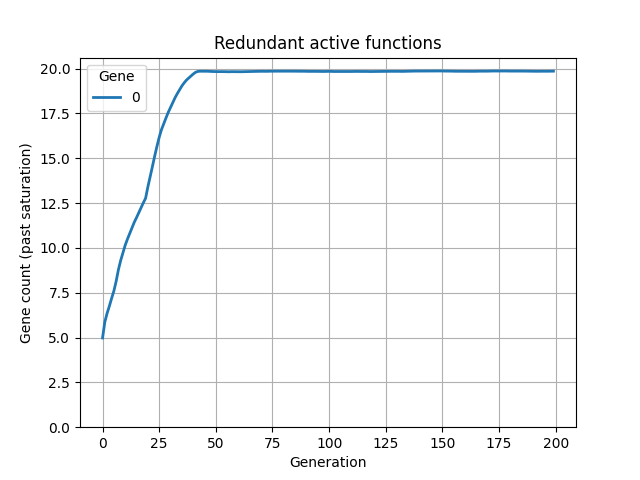 Redundant active functions
Gene
0
Gene count (past saturation)
20.0
17.5
15.0
12.5
10.0
7.5
5.0
2.5
0.0
0 25 50 75 100 125 150 175 200
Generation